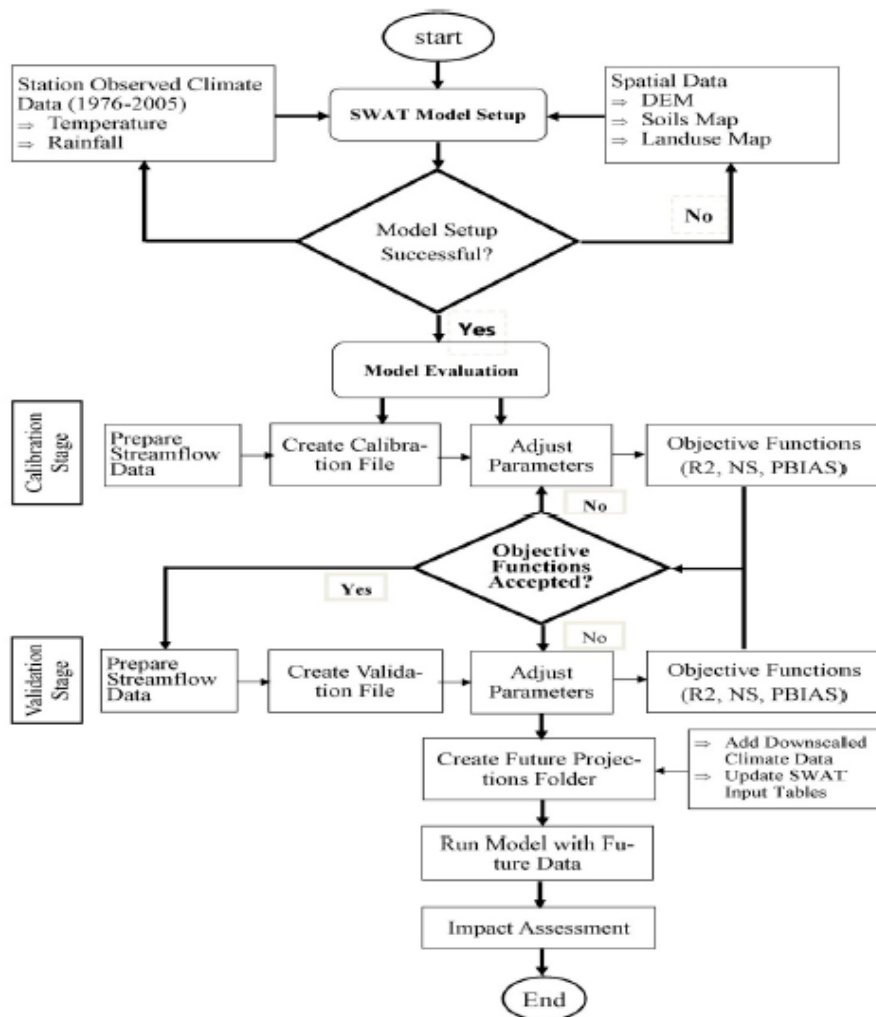 start
Station Observed Climate
Data (1976-2005)
⇒ Temperature
⇒ Rainfall
SWAT Model Setup
Spatial Data
⇒ DEM
⇒ Soils Map
⇒ Landuse Map
Model Setup
Successful?
No
Yes
Model Evaluation
Calibration
Stage
Prepare
Streamflow
Data
Create Calibra-
tion File
Adjust
Parameters
Objective Functions
(R2, NS, PBIAS)
No
Objective
Functions
Accepted?
Yes
No
Validation
Stage
Prepare
Streamflow
Data
Create Valida-
tion File
Adjust
Parameters
Objective Functions
(R2, NS, PBIAS)
Create Future Projec-
tions Folder
⇒ Add Downscalled
Climate Data
⇒ Update SWAT
Input Tables
Run Model with Fu-
ture Data
Impact Assessment
End